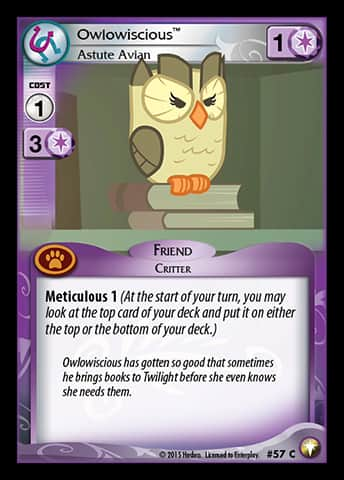 Owlowiscious™
Astute Avian
1
COST
1
3
FRIEND
CRITTER
Meticulous 1 (At the start of your turn, you may
look at the top card of your deck and put it on either
the top or the bottom of your deck.)
Owlowiscious has gotten so good that sometimes
he brings books to Twilight before she even knows
she needs them.
© 2015 Hasbro. Licensed to Enterplay. #57 C